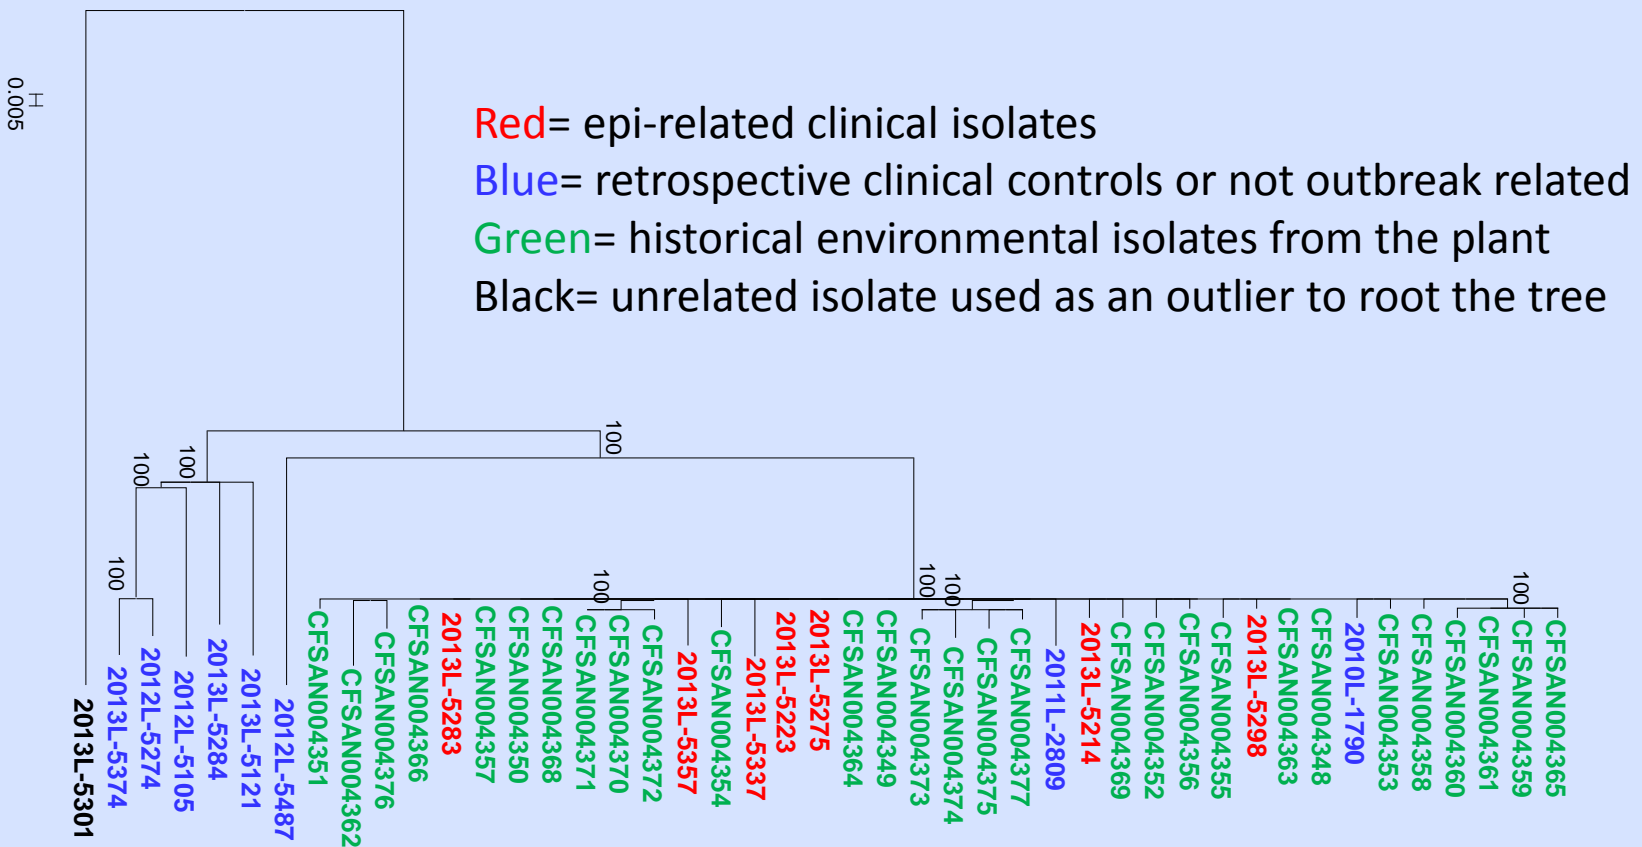 0.005
Red= epi-related clinical isolates
Blue= retrospective clinical controls or not outbreak related
Green= historical environmental isolates from the plant
Black= unrelated isolate used as an outlier to root the tree
100
100
100
100
100
100
100
100
2013L-5301
2013L-5374
2012L-5274
2012L-5105
2013L-5284
2013L-5121
2012L-5487
CFSAN004351
CFSAN004362
CFSAN004376
CFSAN004366
2013L-5283
CFSAN004357
CFSAN004350
CFSAN004368
CFSAN004371
CFSAN004370
CFSAN004372
2013L-5357
CFSAN004354
2013L-5337
2013L-5223
2013L-5275
CFSAN004364
CFSAN004349
CFSAN004373
CFSAN004374
CFSAN004375
CFSAN004377
2011L-2809
2013L-5214
CFSAN004369
CFSAN004352
CFSAN004356
CFSAN004355
2013L-5298
CFSAN004363
CFSAN004348
2010L-1790
CFSAN004353
CFSAN004358
CFSAN004360
CFSAN004361
CFSAN004359
CFSAN004365